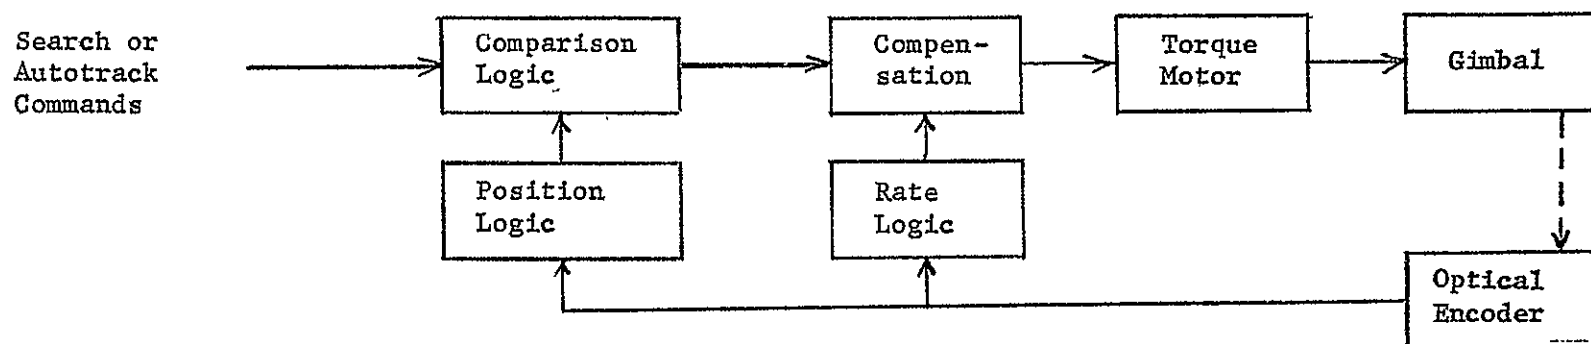 Search or
Autotrack
Commands
Comparison
Logic
Compen-
sation
Torque
Motor
Gimbal
Position
Logic
Rate
Logic
Optical
Encoder